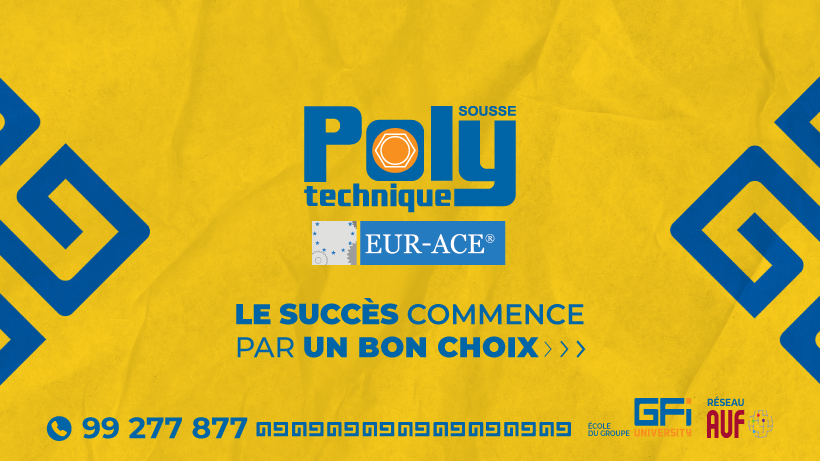 SOUSSE
Poly
technique
EUR-ACE®
LE SUCCÈS COMMENCE
PAR UN BON CHOIX
99 277 877
ÉCOLE
DU GROUPE
GFi
UNIVERSITY
RÉSEAU
AUF